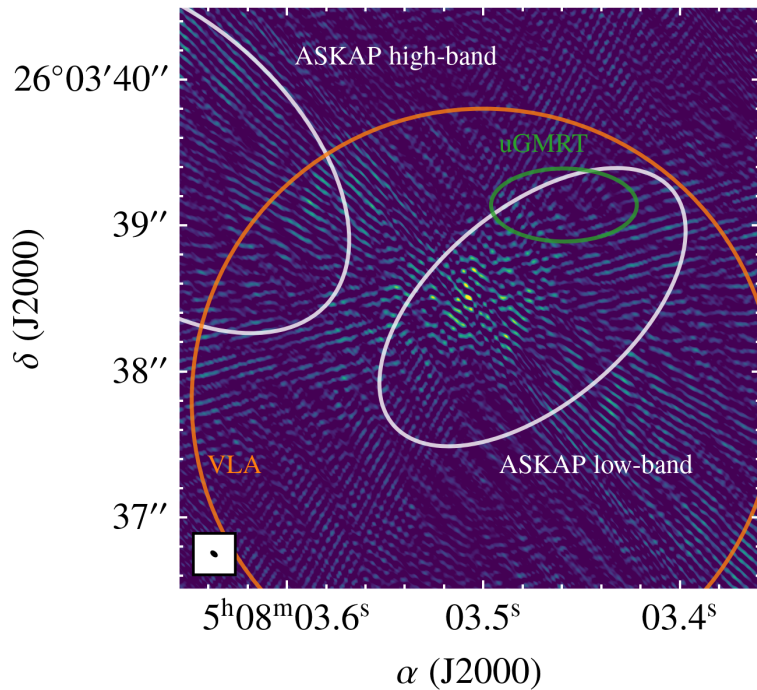 ASKAP high-band
26°03′40″
uGMRT
39″
δ (J2000)
38″
VLA
ASKAP low-band
37″
5ʰ08ᵐ03.6ˢ 03.5ˢ 03.4ˢ
α (J2000)